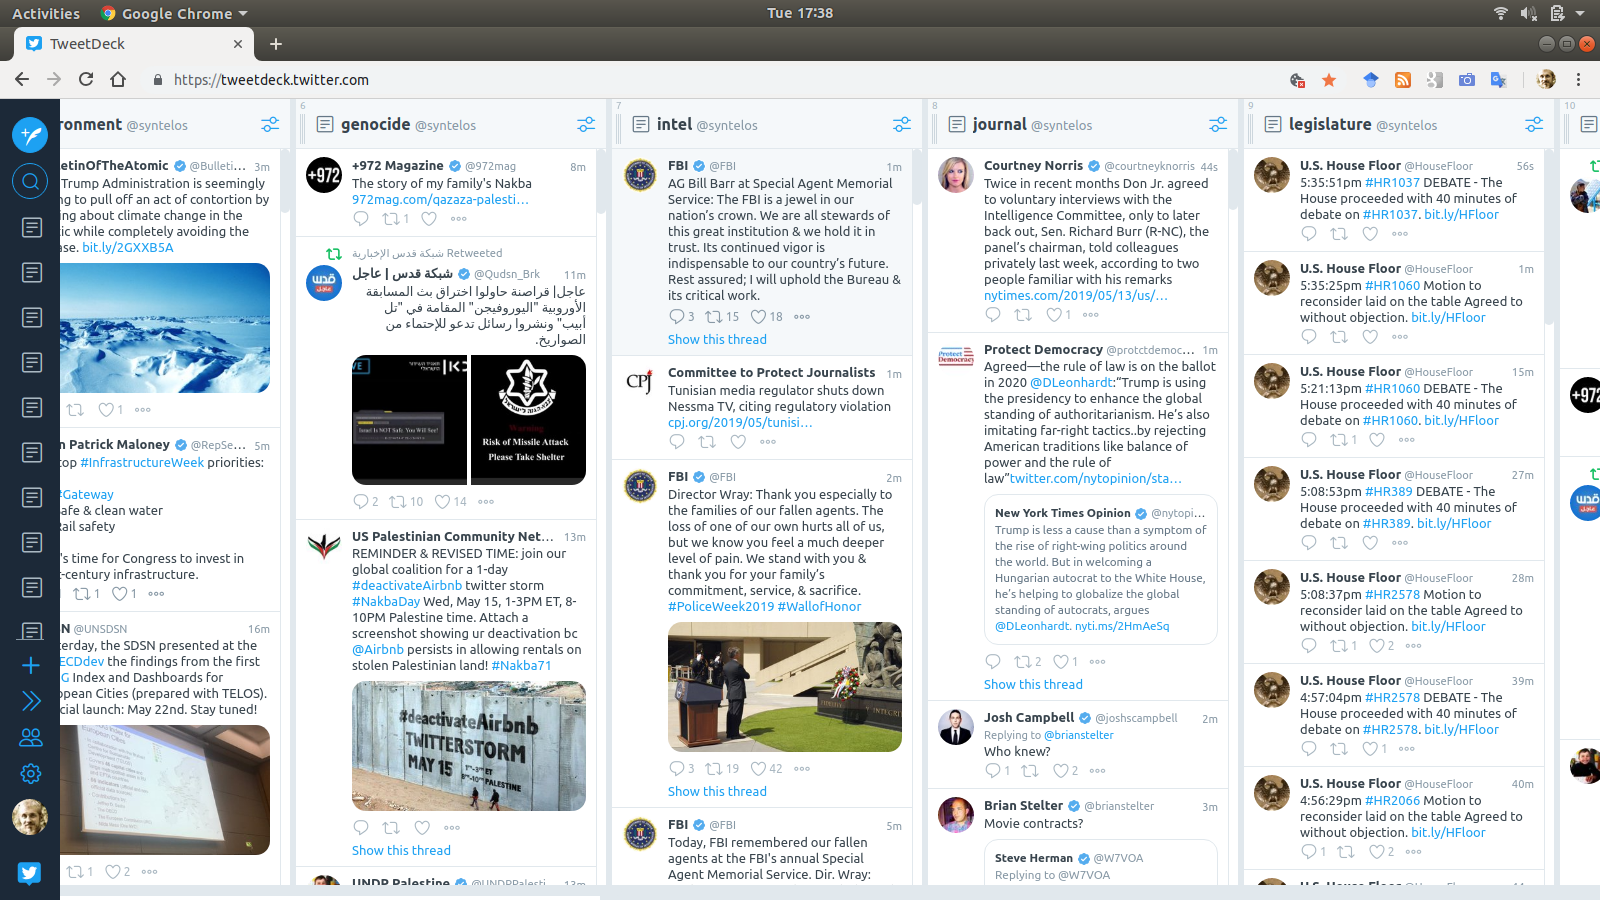 Activities
Google Chrome
Tue 17:38
TweetDeck
https://tweetdeck.twitter.com
ronment @syntelos
etinOfTheAtomic @Bulleti… 3m
Trump Administration is seemingly
ng to pull off an act of contortion by
ing about climate change in the
tic while completely avoiding the
ase. bit.ly/2GXXB5A
1
n Patrick Maloney @RepSe… 5m
top #InfrastructureWeek priorities:
#Gateway
afe & clean water
Rail safety
's time for Congress to invest in
t-century infrastructure.
1 1
N @UNSDSN 16m
terday, the SDSN presented at the
ECDdev the findings from the first
G Index and Dashboards for
opean Cities (prepared with TELOS).
cial launch: May 22nd. Stay tuned!
European Cities
1 2
6
genocide @syntelos
+972
+972 Magazine @972mag 8m
The story of my family's Nakba
972mag.com/qazaza-palesti…
1
شبكة قدس الإخبارية Retweeted
شبكة قدس | عاجل @Qudsn_Brk 11m
عاجل| قراصنة حاولوا اختراق بث المسابقة
الأوروبية "اليوروفيجن" المقامة في "تل
أبيب" ونشروا رسائل تدعو للإحتماء من
الصواريخ.
Israel Is NOT Safe. You Will See!
Warning
Risk of Missile Attack
Please Take Shelter
2 10 14
US Palestinian Community Net… 13m
REMINDER & REVISED TIME: join our
global coalition for a 1-day
#deactivateAirbnb twitter storm
#NakbaDay Wed, May 15, 1-3PM ET, 8-
10PM Palestine time. Attach a
screenshot showing ur deactivation bc
@Airbnb persists in allowing rentals on
stolen Palestinian land! #Nakba71
#deactivateAirbnb
TWITTERSTORM
MAY 15 1PM-3PM ET
8PM-10PM PALESTINE
Show this thread
UNDP Palestine @UNDPPalesti… 13m
7
intel @syntelos
FBI @FBI 1m
AG Bill Barr at Special Agent Memorial
Service: The FBI is a jewel in our
nation's crown. We are all stewards of
this great institution & we hold it in
trust. Its continued vigor is
indispensable to our country's future.
Rest assured; I will uphold the Bureau &
its critical work.
3 15 18
Show this thread
CPJ
Committee to Protect Journalists 1m
Tunisian media regulator shuts down
Nessma TV, citing regulatory violation
cpj.org/2019/05/tunisi…
FBI @FBI 2m
Director Wray: Thank you especially to
the families of our fallen agents. The
loss of one of our own hurts all of us,
but we know you feel a much deeper
level of pain. We stand with you &
thank you for your family's
commitment, service, & sacrifice.
#PoliceWeek2019 #WallofHonor
3 19 42
Show this thread
FBI @FBI 5m
Today, FBI remembered our fallen
agents at the FBI's annual Special
Agent Memorial Service. Dir. Wray:
8
journal @syntelos
Courtney Norris @courtneyknorris 44s
Twice in recent months Don Jr. agreed
to voluntary interviews with the
Intelligence Committee, only to later
back out, Sen. Richard Burr (R-NC), the
panel's chairman, told colleagues
privately last week, according to two
people familiar with his remarks
nytimes.com/2019/05/13/us/…
1
Protect
Democracy
Protect Democracy @protctdemoc… 1m
Agreed—the rule of law is on the ballot
in 2020 @DLeonhardt:"Trump is using
the presidency to enhance the global
standing of authoritarianism. He's also
imitating far-right tactics..by rejecting
American traditions like balance of
power and the rule of
law"twitter.com/nytopinion/sta…
New York Times Opinion @nytopi…
Trump is less a cause than a symptom of
the rise of right-wing politics around
the world. But in welcoming a
Hungarian autocrat to the White House,
he's helping to globalize the global
standing of autocrats, argues
@DLeonhardt. nyti.ms/2HmAeSq
2 1
Show this thread
Josh Campbell @joshscampbell 2m
Replying to @brianstelter
Who knew?
1 2
Brian Stelter @brianstelter 3m
Movie contracts?
Steve Herman @W7VOA
Replying to @W7VOA
9
legislature @syntelos
U.S. House Floor @HouseFloor 56s
5:35:51pm #HR1037 DEBATE - The
House proceeded with 40 minutes of
debate on #HR1037. bit.ly/HFloor
U.S. House Floor @HouseFloor 1m
5:35:25pm #HR1060 Motion to
reconsider laid on the table Agreed to
without objection. bit.ly/HFloor
U.S. House Floor @HouseFloor 15m
5:21:13pm #HR1060 DEBATE - The
House proceeded with 40 minutes of
debate on #HR1060. bit.ly/HFloor
1
U.S. House Floor @HouseFloor 27m
5:08:53pm #HR389 DEBATE - The
House proceeded with 40 minutes of
debate on #HR389. bit.ly/HFloor
U.S. House Floor @HouseFloor 28m
5:08:37pm #HR2578 Motion to
reconsider laid on the table Agreed to
without objection. bit.ly/HFloor
1 2
U.S. House Floor @HouseFloor 39m
4:57:04pm #HR2578 DEBATE - The
House proceeded with 40 minutes of
debate on #HR2578. bit.ly/HFloor
1
U.S. House Floor @HouseFloor 40m
4:56:29pm #HR2066 Motion to
reconsider laid on the table Agreed to
without objection. bit.ly/HFloor
1 2
U.S. House Floor @HouseFloor
10
+972